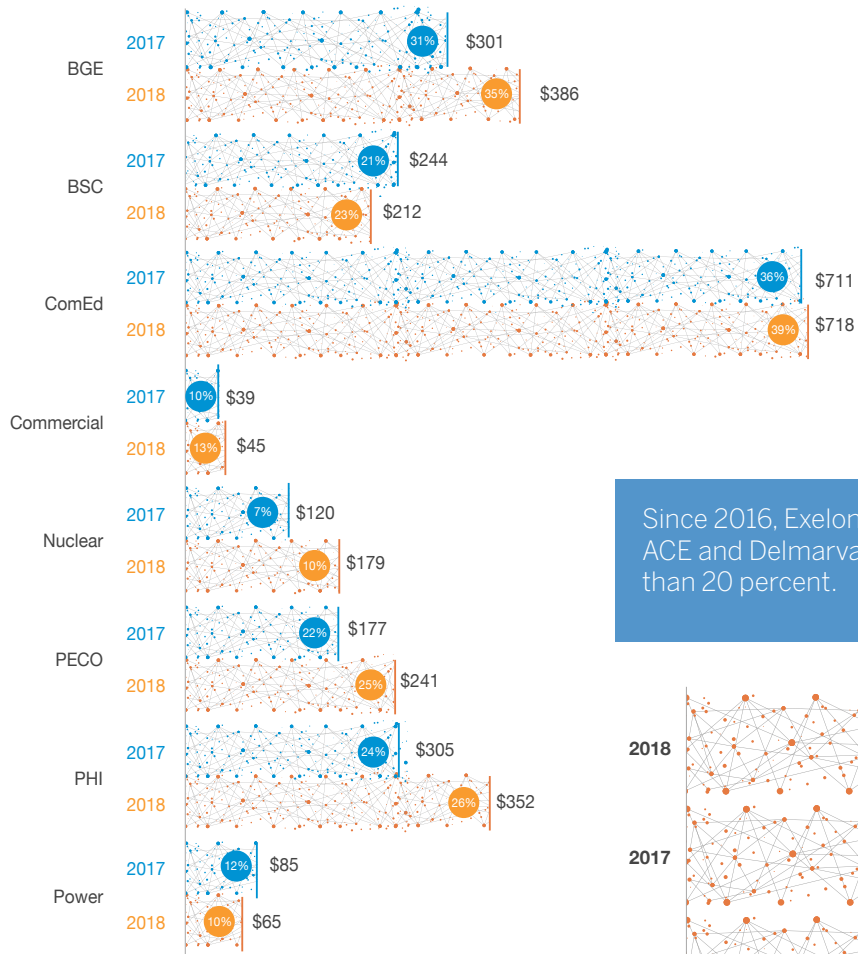 BGE
2017 31% $301
2018 35% $386
BSC
2017 21% $244
2018 23% $212
ComEd
2017 36% $711
2018 39% $718
Commercial
2017 10% $39
2018 13% $45
Nuclear
2017 7% $120
2018 10% $179
PECO
2017 22% $177
2018 25% $241
PHI
2017 24% $305
2018 26% $352
Power
2017 12% $85
2018 10% $65
Since 2016, Exelon
ACE and Delmarva
than 20 percent.
2018
2017